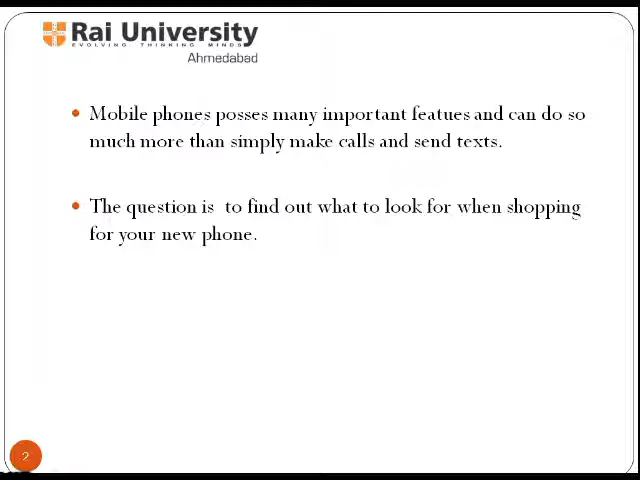 Rai University
EVOLVING. THINKING. MINDS
Ahmedabad
Mobile phones posses many important featues and can do so
much more than simply make calls and send texts.
The question is to find out what to look for when shopping
for your new phone.
2